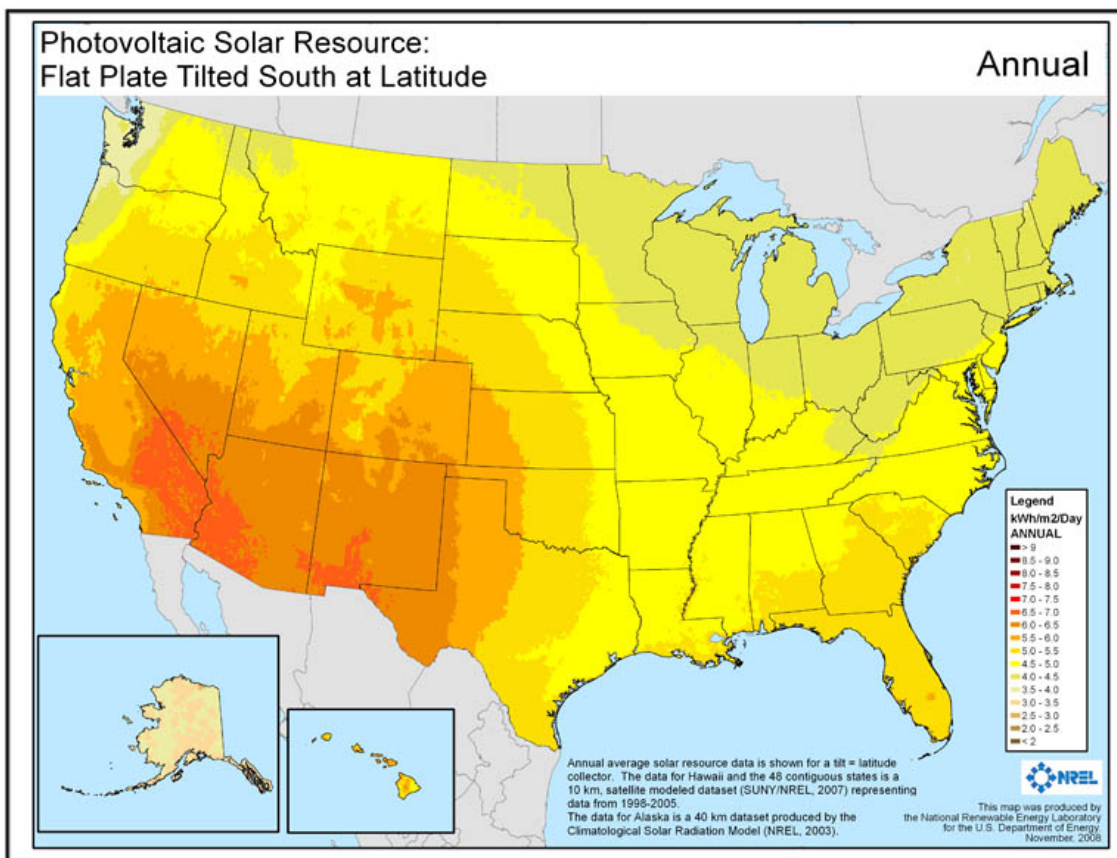 Photovoltaic Solar Resource:
Flat Plate Tilted South at Latitude
Annual
Legend
kWh/m2/Day
ANNUAL
> 9
8.5 - 9.0
8.0 - 8.5
7.5 - 8.0
7.0 - 7.5
6.5 - 7.0
6.0 - 6.5
5.5 - 6.0
5.0 - 5.5
4.5 - 5.0
4.0 - 4.5
3.5 - 4.0
3.0 - 3.5
2.5 - 3.0
2.0 - 2.5
< 2
Annual average solar resource data is shown for a tilt = latitude
collector. The data for Hawaii and the 48 contiguous states is a
10 km, satellite modeled dataset (SUNY/NREL, 2007) representing
data from 1998-2005.
The data for Alaska is a 40 km dataset produced by the
Climatological Solar Radiation Model (NREL, 2003).
NREL
This map was produced by
the National Renewable Energy Laboratory
for the U.S. Department of Energy.
November, 2008